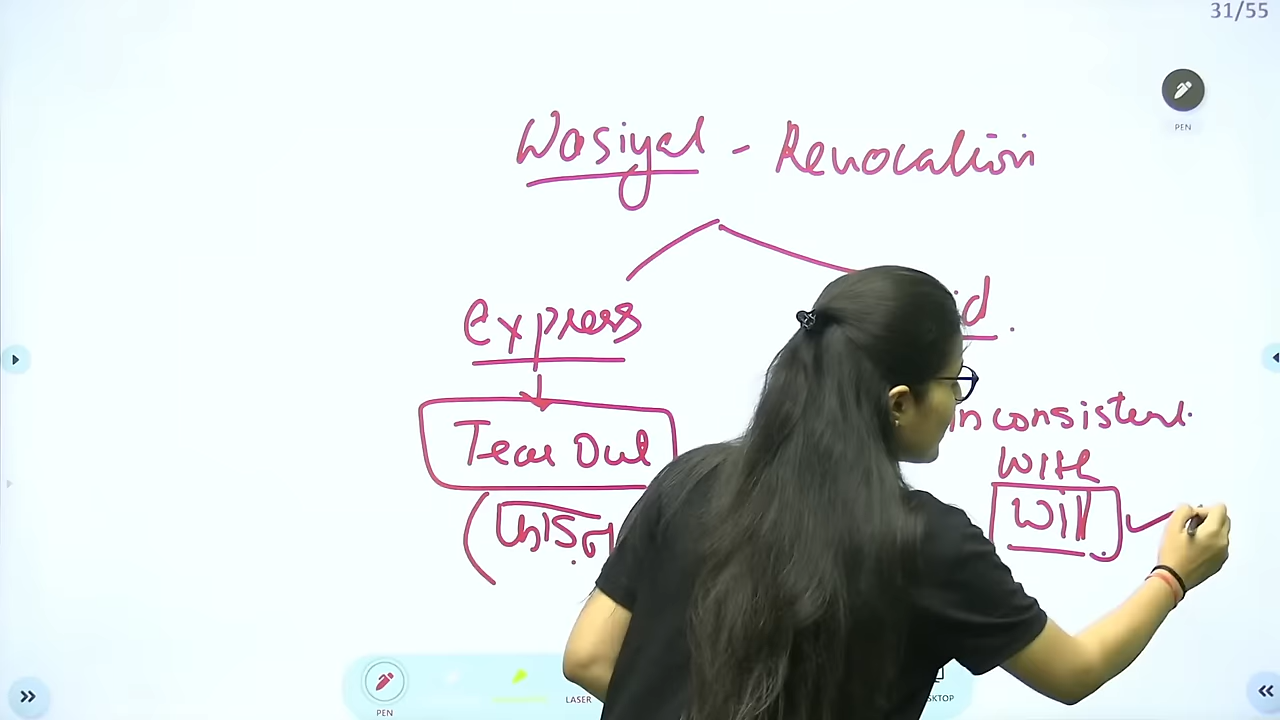 31/55
PEN
Wasiyat - Revocation
Express
Tear Out
inconsistent
with
Will
PEN
LASER